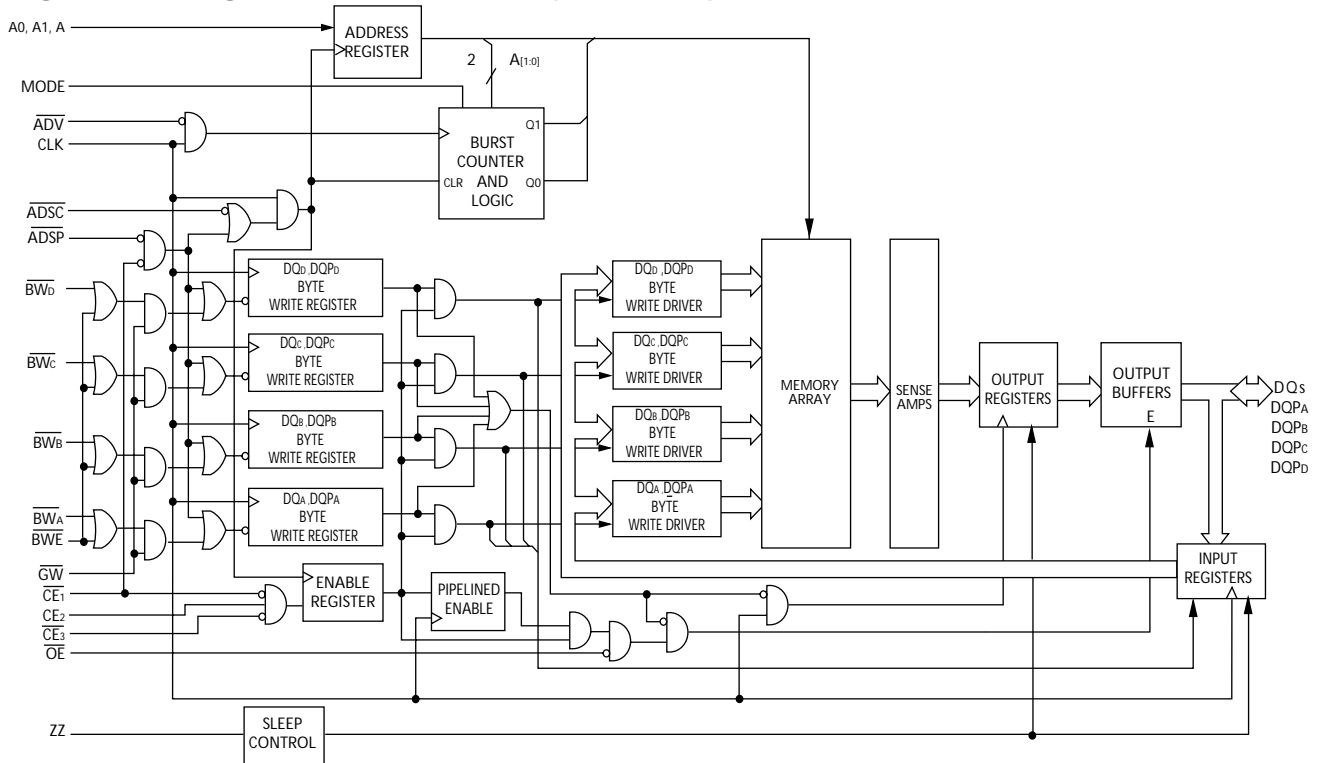 A0, A1, A
ADDRESS
REGISTER
2
A[1:0]
MODE
ADV
CLK
Q1
BURST
COUNTER
AND
LOGIC
CLR
Q0
ADSC
ADSP
DQD,DQPD
BYTE
WRITE REGISTER
DQD,DQPD
BYTE
WRITE DRIVER
BWD
DQC,DQPC
BYTE
WRITE REGISTER
DQC,DQPC
BYTE
WRITE DRIVER
BWC
MEMORY
ARRAY
SENSE
AMPS
OUTPUT
REGISTERS
OUTPUT
BUFFERS
E
DQs
DQPA
DQPB
DQPC
DQPD
DQB,DQPB
BYTE
WRITE REGISTER
DQB,DQPB
BYTE
WRITE DRIVER
BWB
DQA,DQPA
BYTE
WRITE REGISTER
DQA,DQPA
BYTE
WRITE DRIVER
BWA
BWE
GW
CE1
CE2
CE3
OE
ENABLE
REGISTER
PIPELINED
ENABLE
INPUT
REGISTERS
ZZ
SLEEP
CONTROL